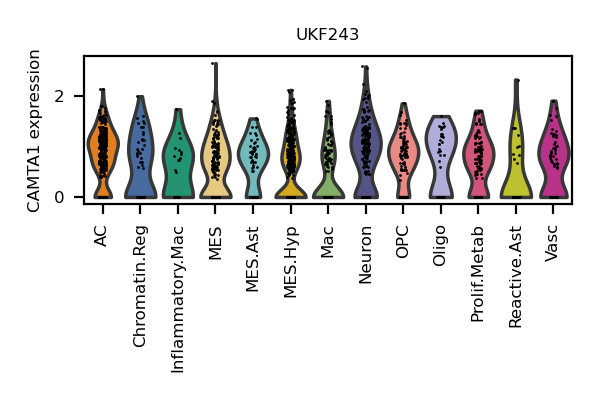 UKF243
CAMTA1 expression
2
0
AC
Chromatin.Reg
Inflammatory.Mac
MES
MES.Ast
MES.Hyp
Mac
Neuron
OPC
Oligo
Prolif.Metab
Reactive.Ast
Vasc